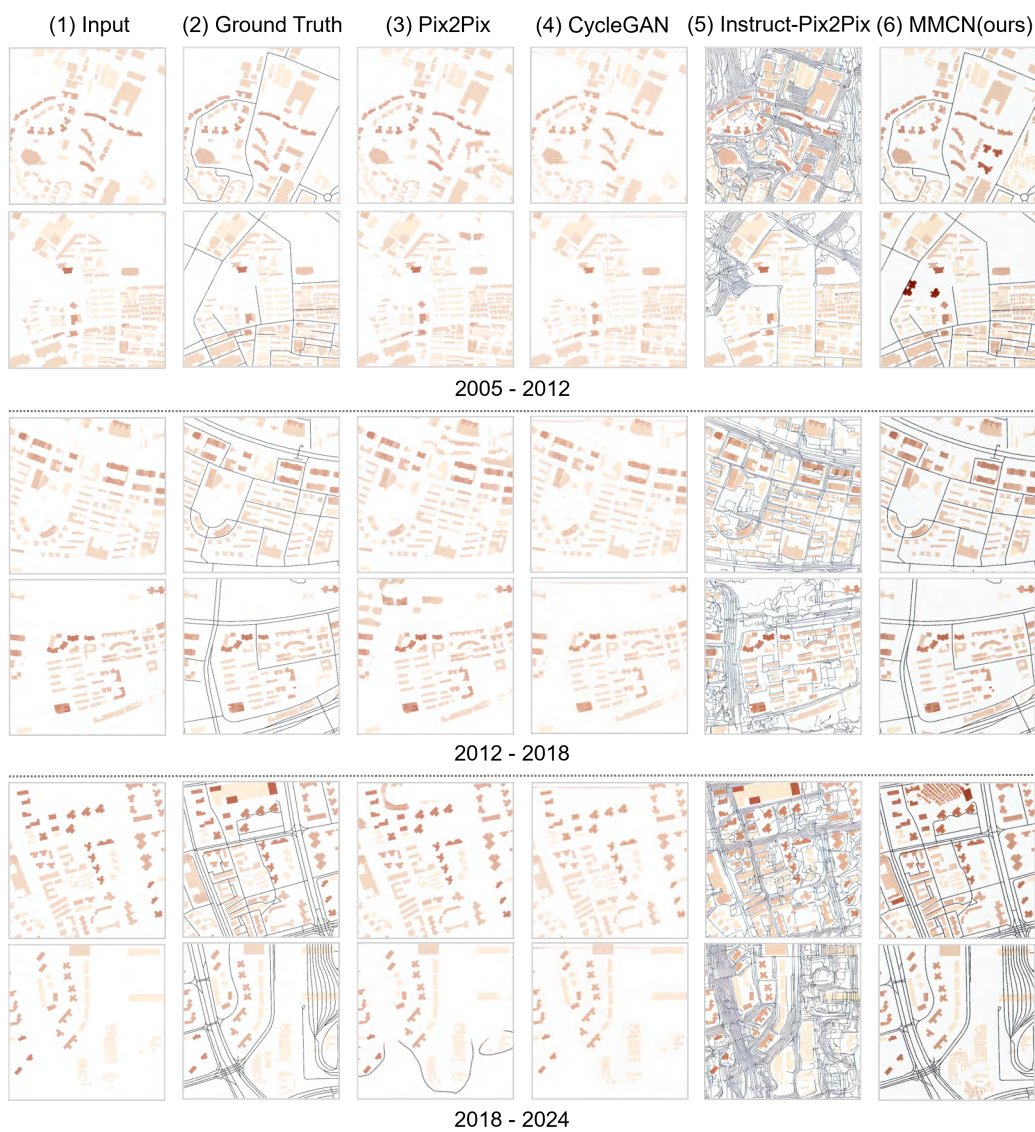 (1) Input (2) Ground Truth (3) Pix2Pix (4) CycleGAN (5) Instruct-Pix2Pix (6) MMCN(ours)
2005 - 2012
2012 - 2018
2018 - 2024